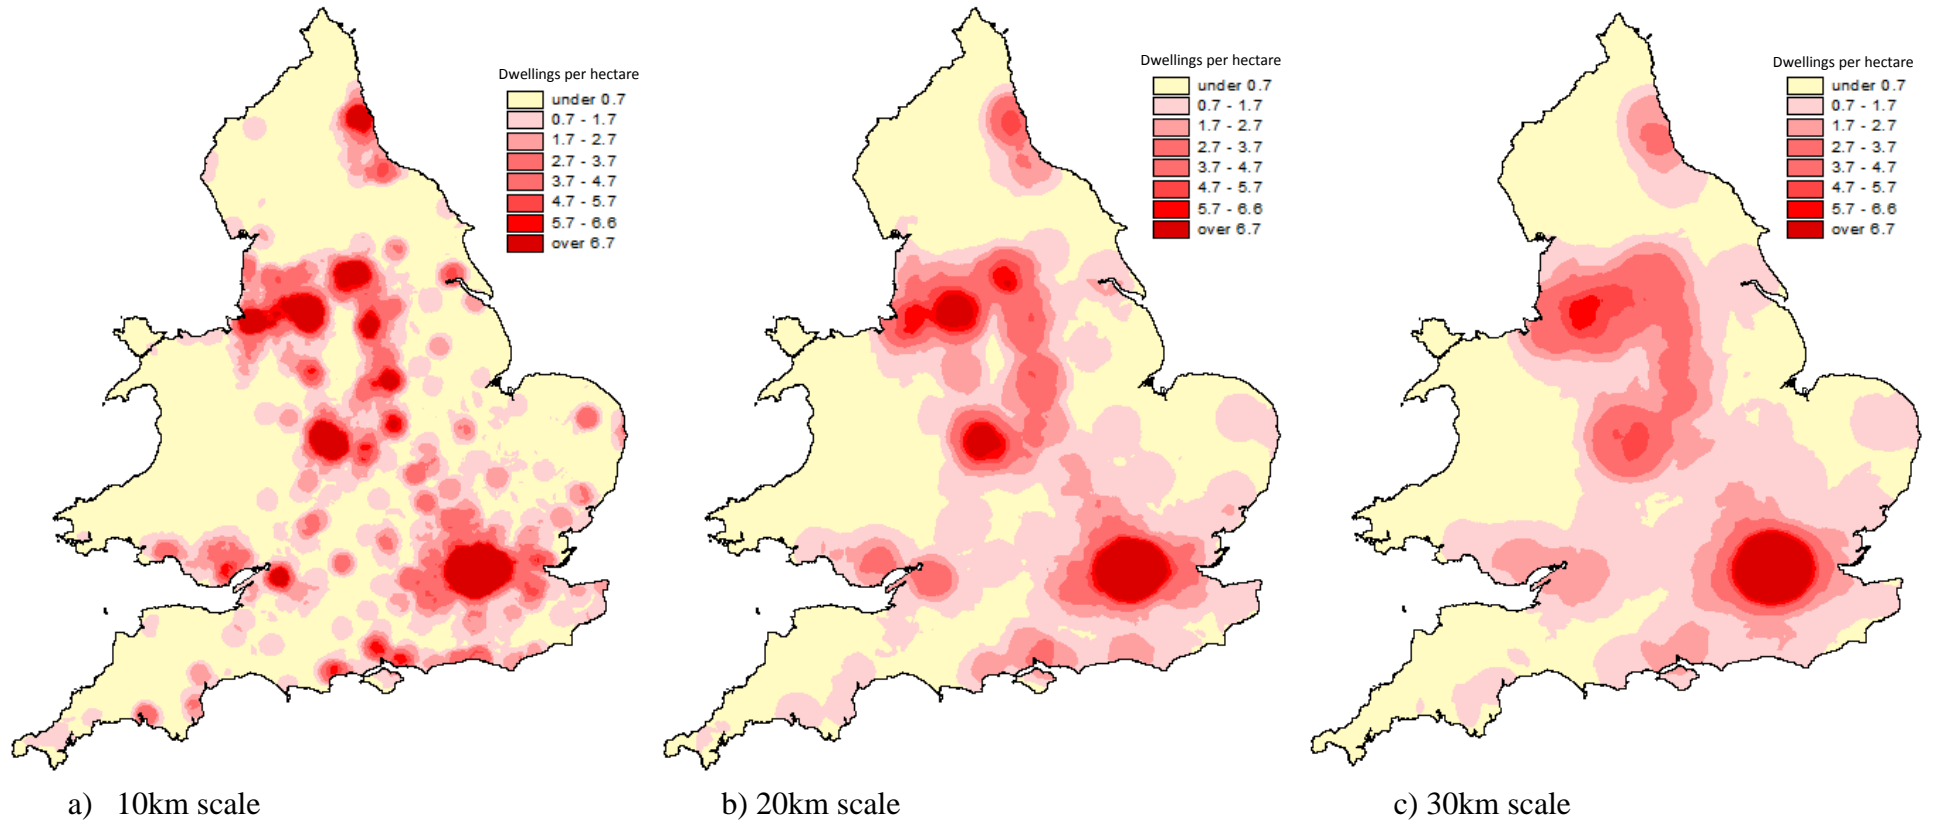 Dwellings per hectare
under 0.7
0.7 - 1.7
1.7 - 2.7
2.7 - 3.7
3.7 - 4.7
4.7 - 5.7
5.7 - 6.6
over 6.7
Dwellings per hectare
under 0.7
0.7 - 1.7
1.7 - 2.7
2.7 - 3.7
3.7 - 4.7
4.7 - 5.7
5.7 - 6.6
over 6.7
Dwellings per hectare
under 0.7
0.7 - 1.7
1.7 - 2.7
2.7 - 3.7
3.7 - 4.7
4.7 - 5.7
5.7 - 6.6
over 6.7
a) 10km scale
b) 20km scale
c) 30km scale